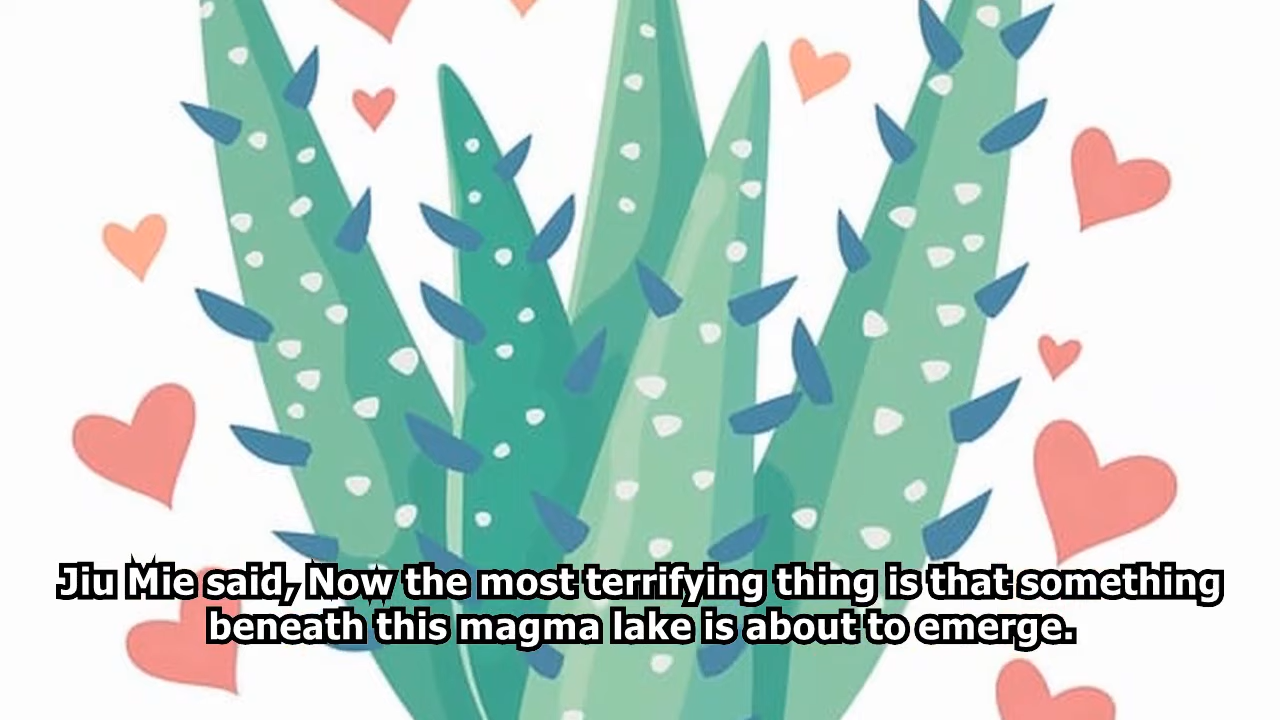 Jiu Mie said, Now the most terrifying thing is that something
beneath this magma lake is about to emerge.